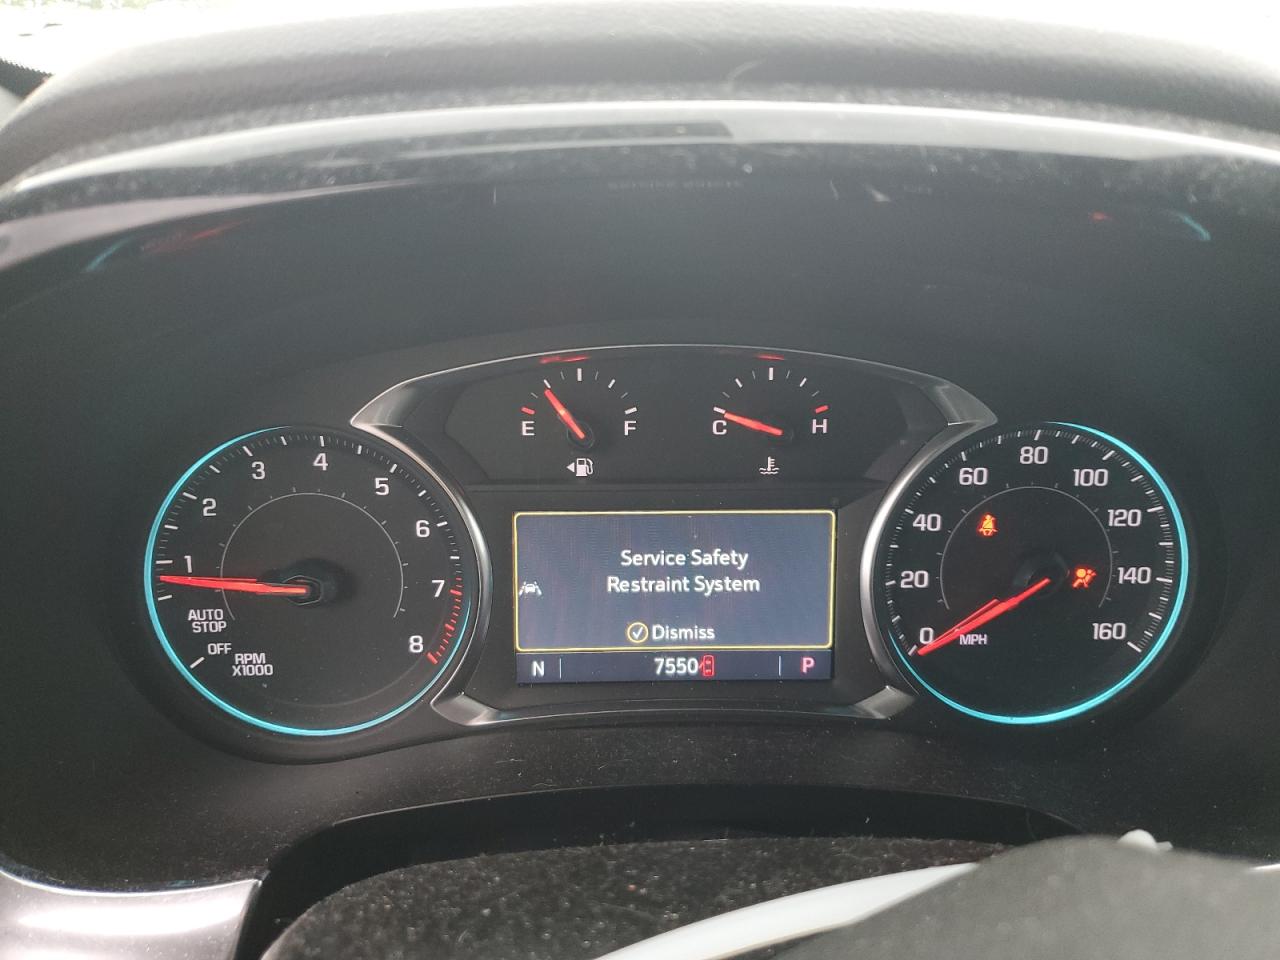 E F
C H
1 2 3 4 5 6 7 8
AUTO
STOP
OFF
RPM
X1000
Service Safety
Restraint System
Dismiss
N 7550 P
0 20 40 60 80 100 120 140 160
MPH